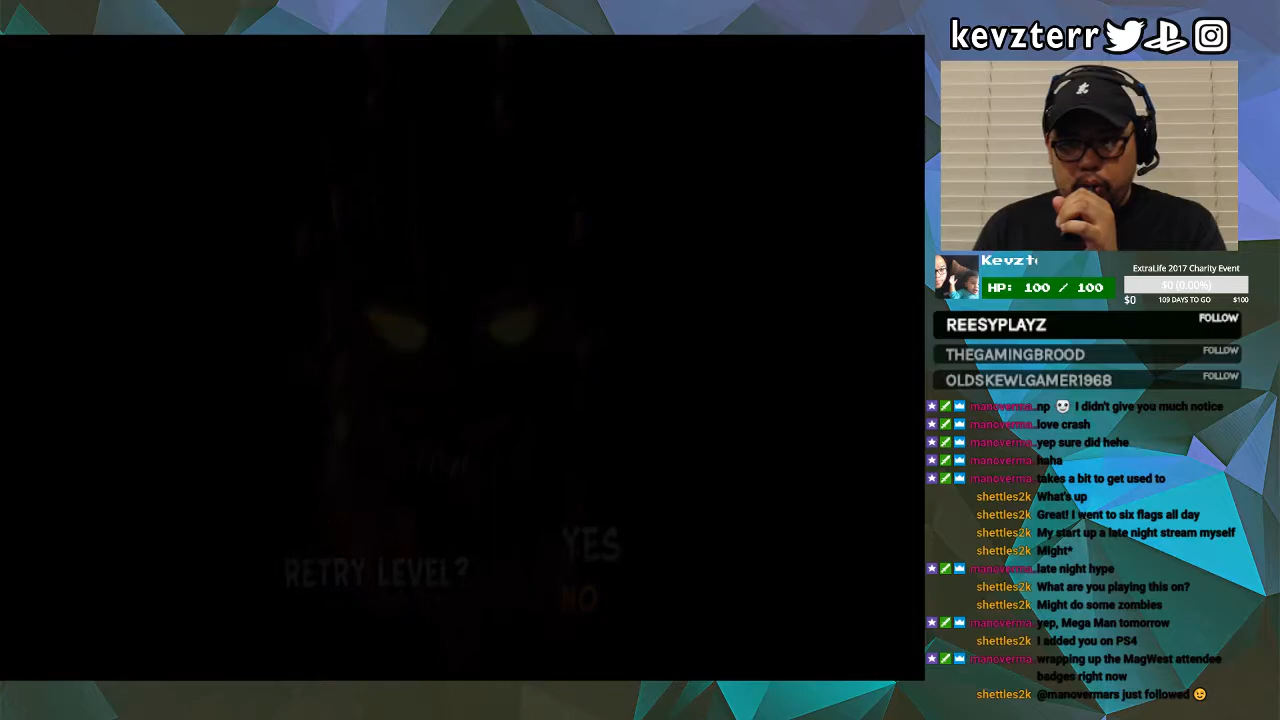 kevzterr
Kevzt
HP: 100 / 100
ExtraLife 2017 Charity Event
$0 (0.00%)
$0 109 DAYS TO GO $100
REESYPLAYZ FOLLOW
THEGAMINGBROOD FOLLOW
OLDSKEWLGAMER1968 FOLLOW
manoverma..np I didn't give you much notice
manoverma..love crash
manoverma..yep sure did hehe
manoverma..haha
manoverma..takes a bit to get used to
shettles2k What's up
shettles2k Great! I went to six flags all day
shettles2k My start up a late night stream myself
shettles2k Might*
manoverma..late night hype
shettles2k What are you playing this on?
shettles2k Might do some zombies
manoverma..yep, Mega Man tomorrow
shettles2k I added you on PS4
manoverma..wrapping up the MagWest attendee
badges right now
shettles2k @manovermars just followed
RETRY LEVEL?
YES
NO